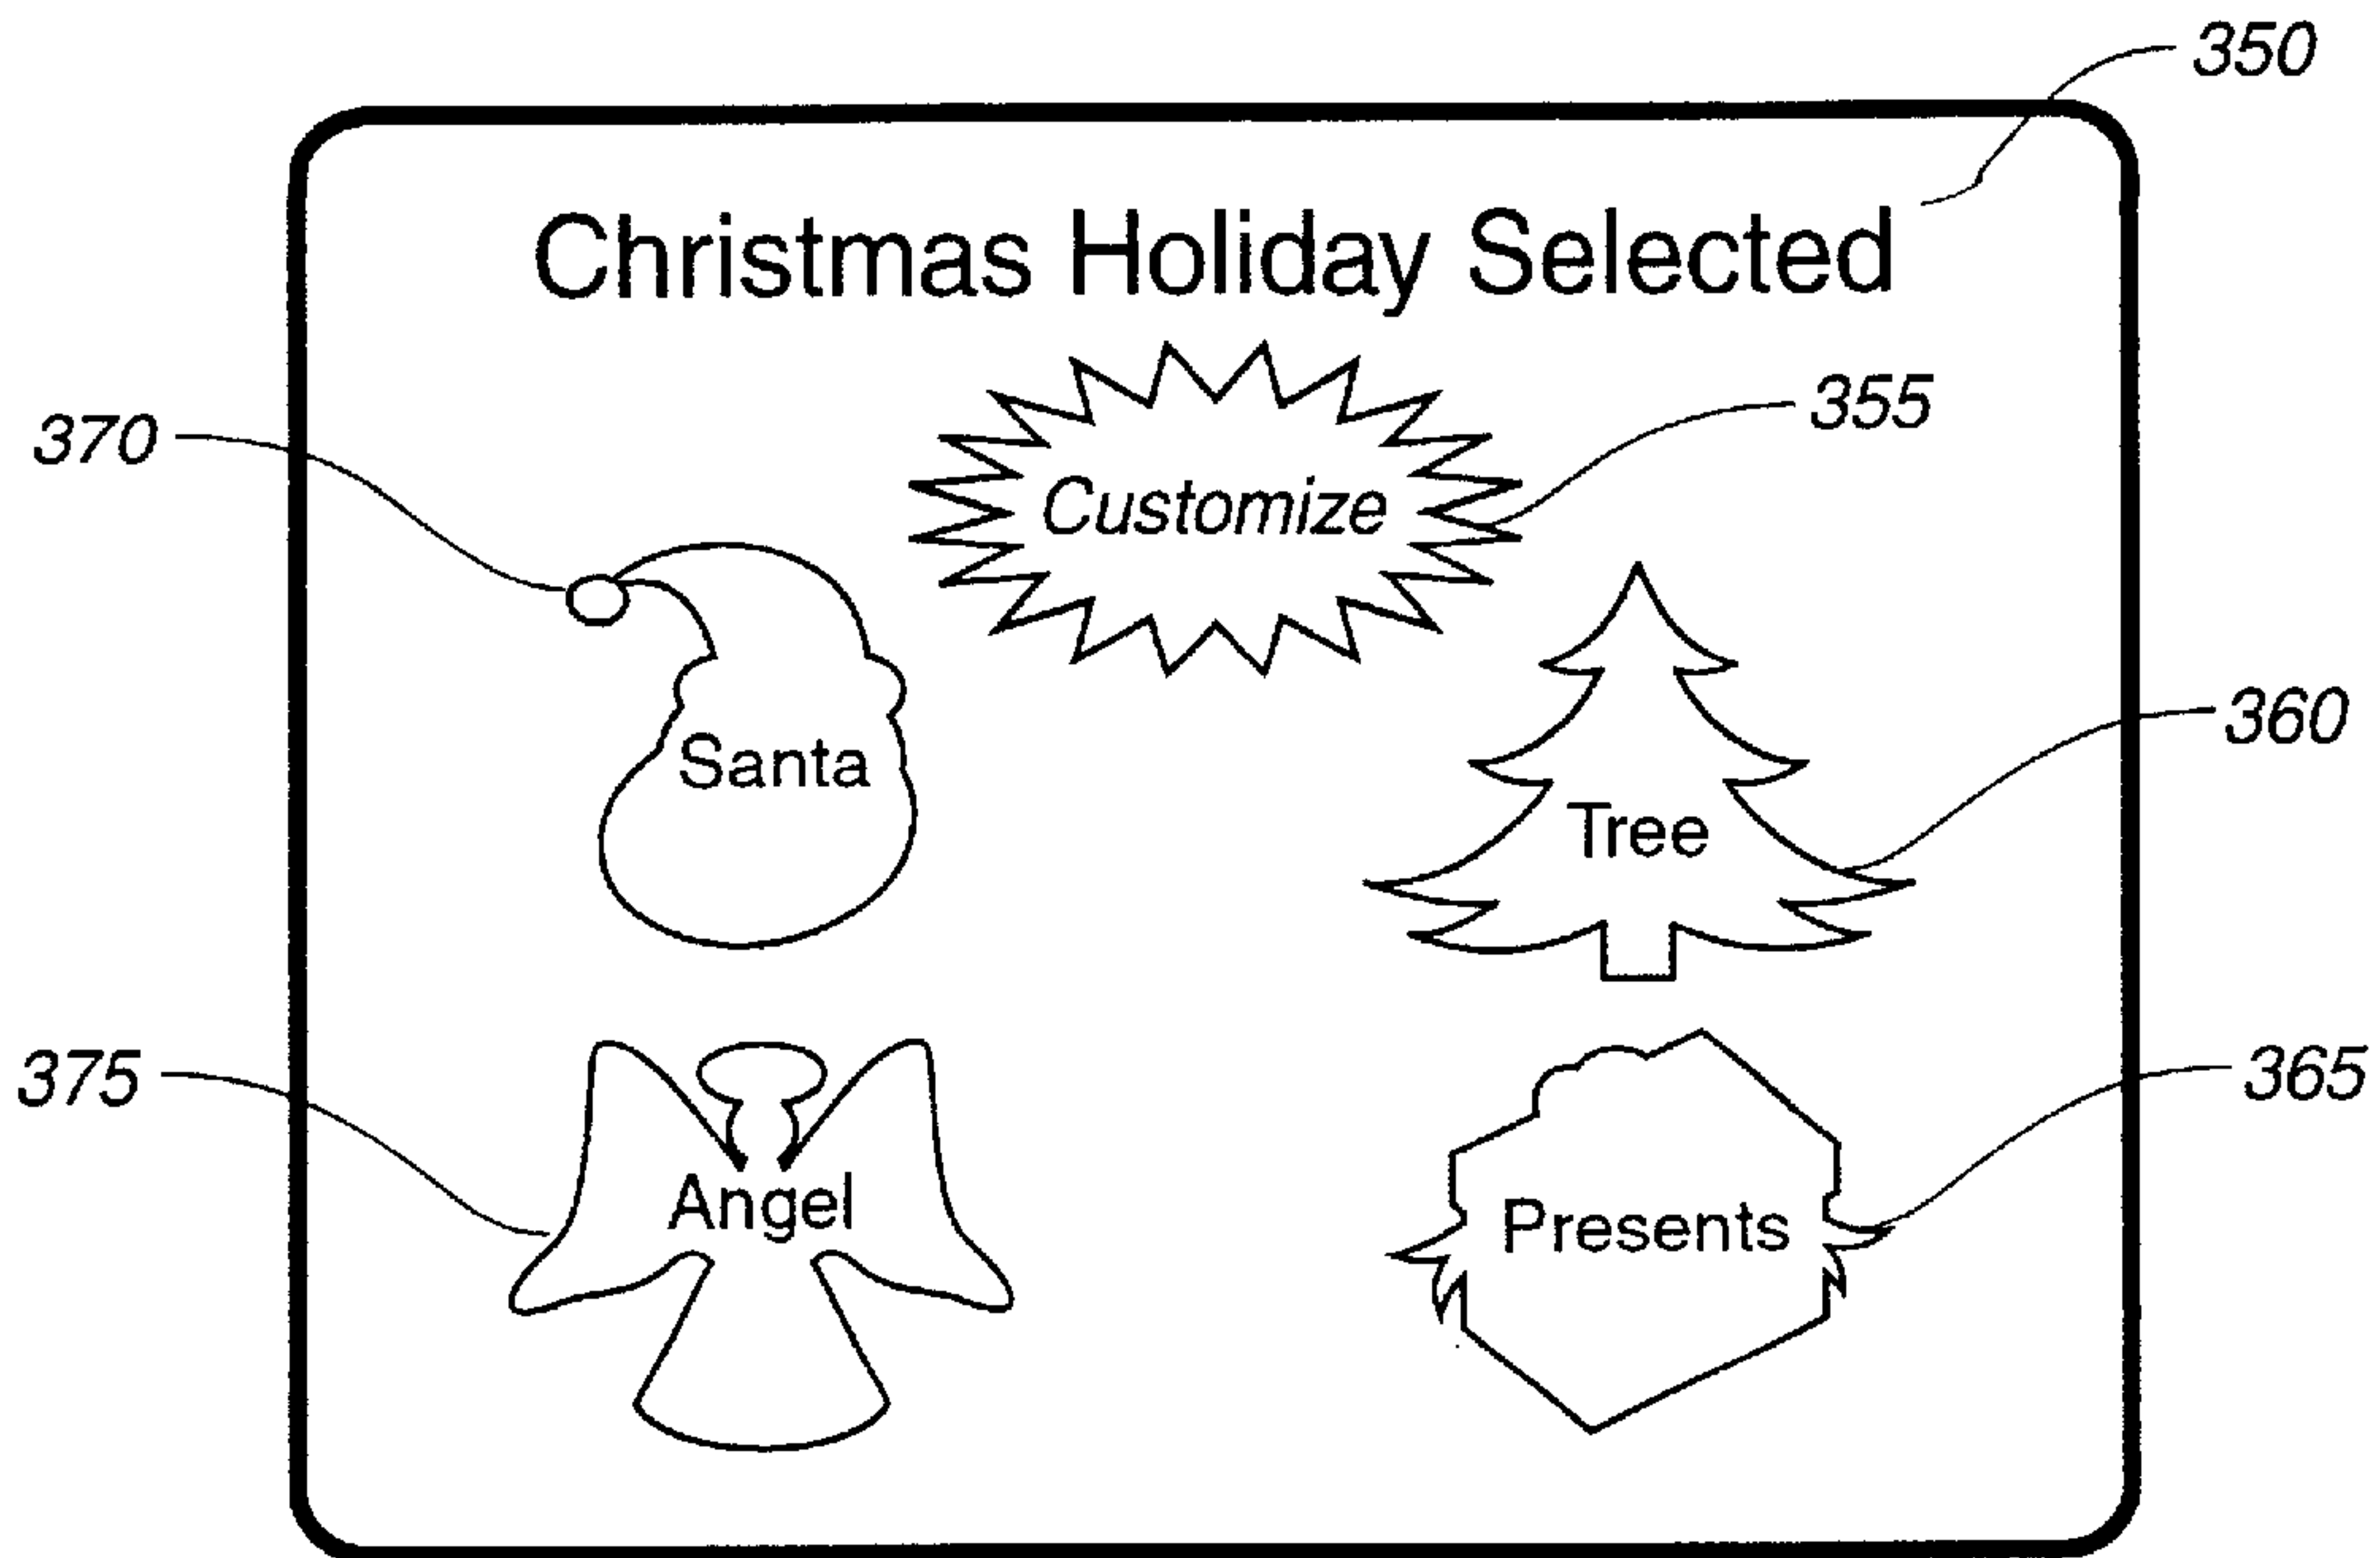 350
Christmas Holiday Selected
355
370
Customize
360
Santa
Tree
375
365
Angel
Presents